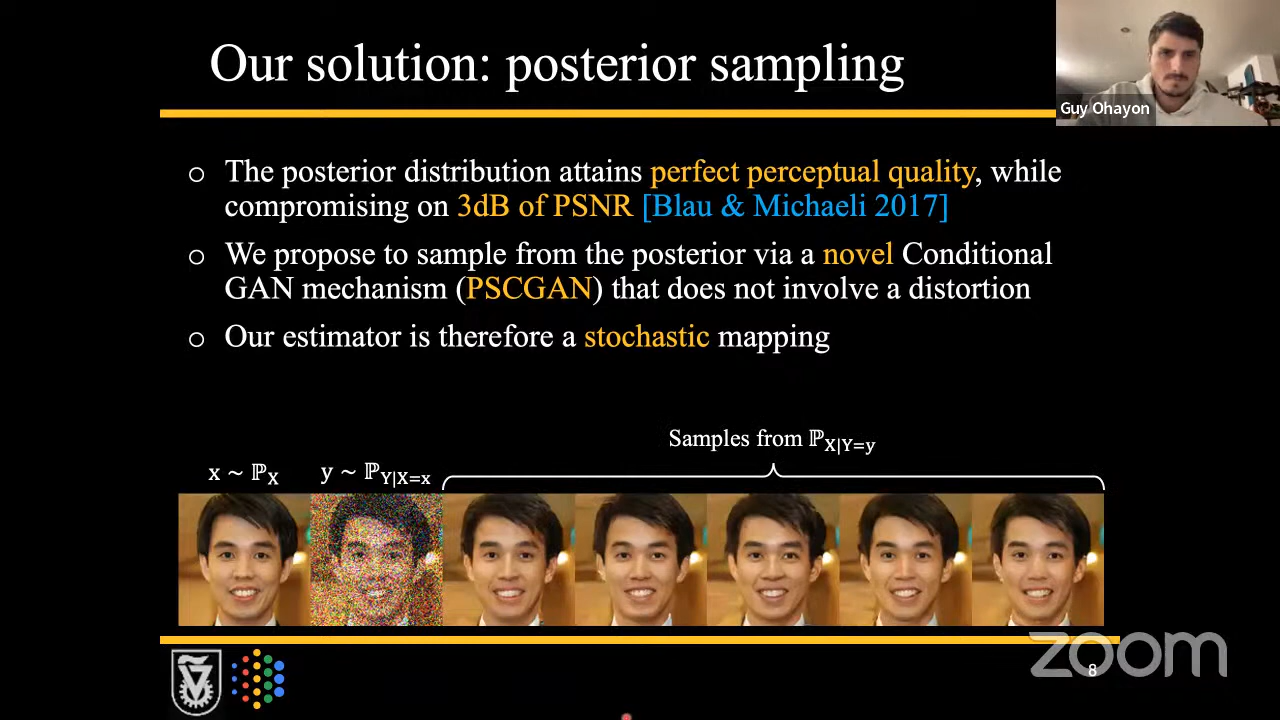 Our solution: posterior sampling
Guy Ohayon
o The posterior distribution attains perfect perceptual quality, while
compromising on 3dB of PSNR [Blau & Michaeli 2017]
o We propose to sample from the posterior via a novel Conditional
GAN mechanism (PSCGAN) that does not involve a distortion
o Our estimator is therefore a stochastic mapping
Samples from ℙX|Y=y
x ~ ℙX
y ~ ℙY|X=x
zoom
8